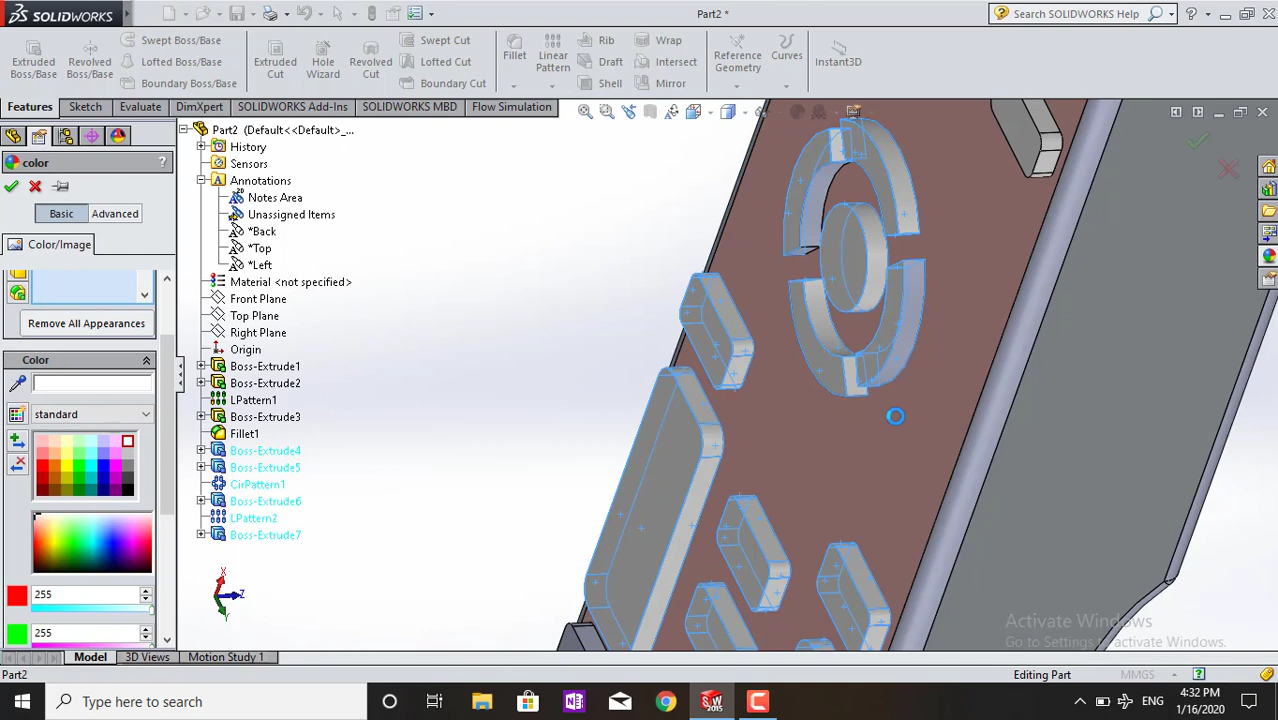 SOLIDWORKS
Part2 *
Search SOLIDWORKS Help
Extruded Boss/Base
Revolved Boss/Base
Swept Boss/Base
Lofted Boss/Base
Boundary Boss/Base
Extruded Cut
Hole Wizard
Revolved Cut
Swept Cut
Lofted Cut
Boundary Cut
Fillet
Linear Pattern
Rib
Draft
Shell
Wrap
Intersect
Mirror
Reference Geometry
Curves
Instant3D
Features
Sketch
Evaluate
DimXpert
SOLIDWORKS Add-Ins
SOLIDWORKS MBD
Flow Simulation
color
?
Basic
Advanced
Color/Image
Remove All Appearances
Color
standard
255
255
Part2 (Default<<Default>_...
History
Sensors
Annotations
Notes Area
Unassigned Items
*Back
*Top
*Left
Material <not specified>
Front Plane
Top Plane
Right Plane
Origin
Boss-Extrude1
Boss-Extrude2
LPattern1
Boss-Extrude3
Fillet1
Boss-Extrude4
Boss-Extrude5
CirPattern1
Boss-Extrude6
LPattern2
Boss-Extrude7
X
Z
Y
Activate Windows
Go to Settings to activate Windows.
Model
3D Views
Motion Study 1
Part2
Editing Part
MMGS
?
Type here to search
SW
2015
ENG
4:32 PM
1/16/2020